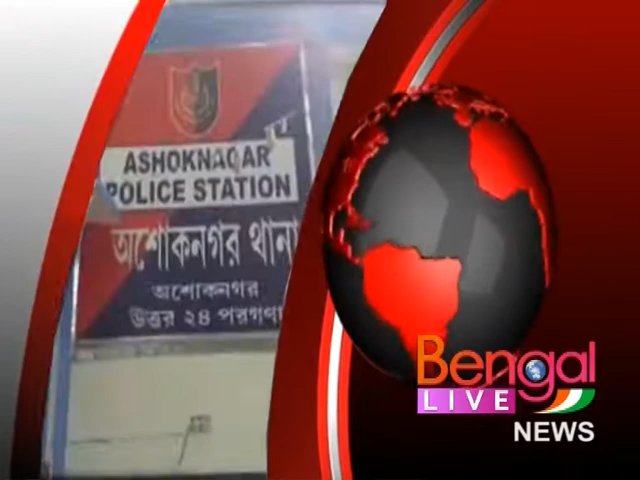 ASHOKNAGAR
POLICE STATION
অশোকনগর থানা
অশোকনগর
উত্তর ২৪ পরগণা
Bengal
LIVE
NEWS